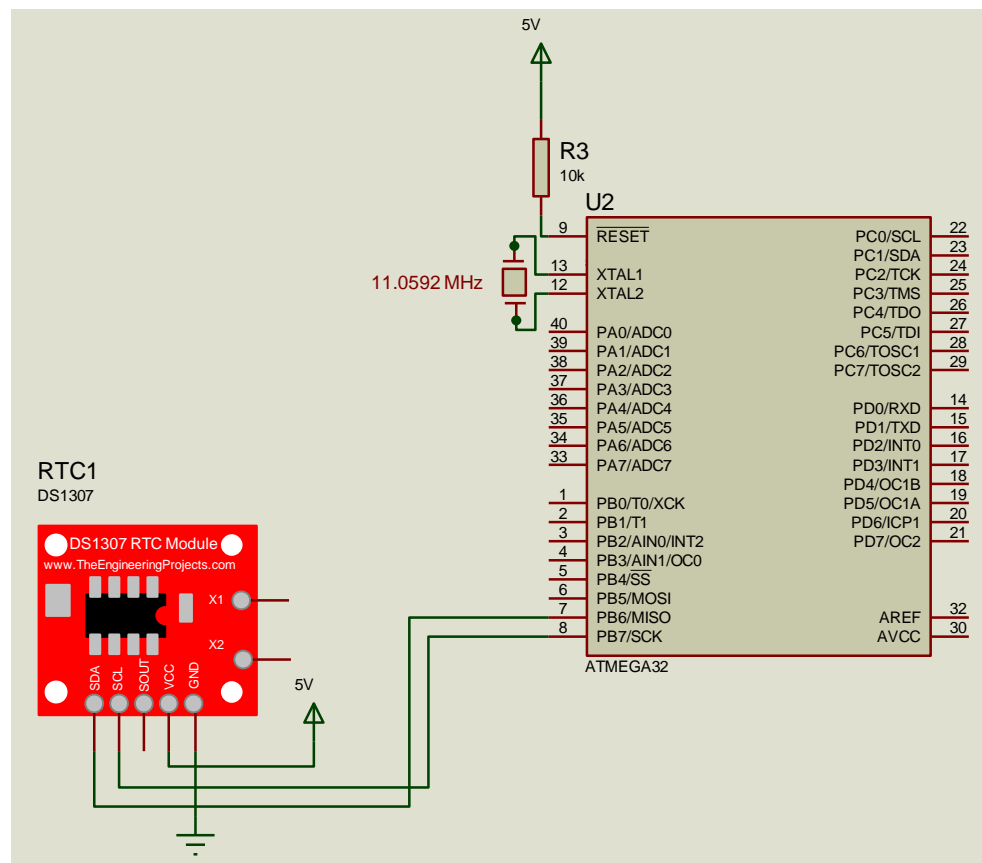 5V
R3
10k
U2
11.0592 MHz
9 RESET
13 XTAL1
12 XTAL2
40 PA0/ADC0
39 PA1/ADC1
38 PA2/ADC2
37 PA3/ADC3
36 PA4/ADC4
35 PA5/ADC5
34 PA6/ADC6
33 PA7/ADC7
1 PB0/T0/XCK
2 PB1/T1
3 PB2/AIN0/INT2
4 PB3/AIN1/OC0
5 PB4/SS
6 PB5/MOSI
7 PB6/MISO
8 PB7/SCK
PC0/SCL 22
PC1/SDA 23
PC2/TCK 24
PC3/TMS 25
PC4/TDO 26
PC5/TDI 27
PC6/TOSC1 28
PC7/TOSC2 29
PD0/RXD 14
PD1/TXD 15
PD2/INT0 16
PD3/INT1 17
PD4/OC1B 18
PD5/OC1A 19
PD6/ICP1 20
PD7/OC2 21
AREF 32
AVCC 30
ATMEGA32
RTC1
DS1307
DS1307 RTC Module
www.TheEngineeringProjects.com
X1
X2
SDA
SCL
SOUT
VCC
GND
5V